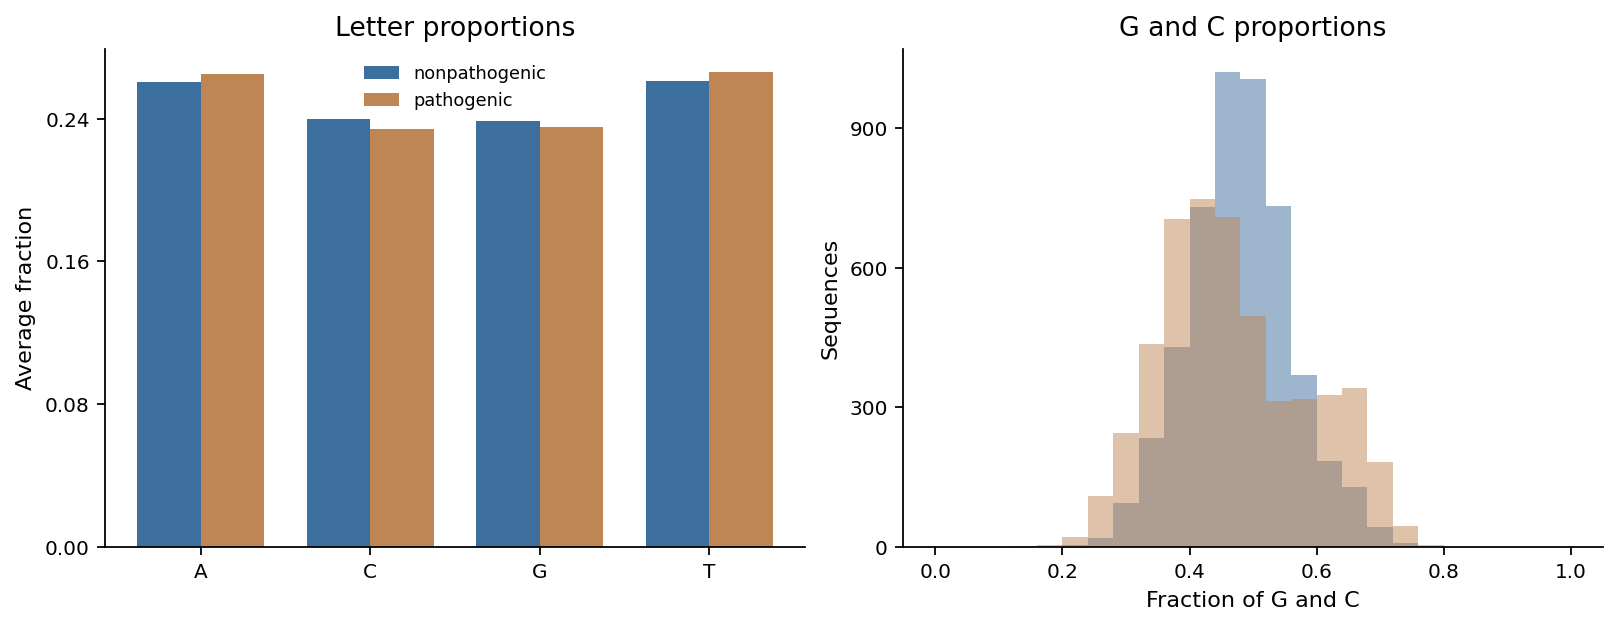 Letter proportions
nonpathogenic
pathogenic
Average fraction
0.24
0.16
0.08
0.00
A C G T
G and C proportions
Sequences
900
600
300
0
0.0 0.2 0.4 0.6 0.8 1.0
Fraction of G and C